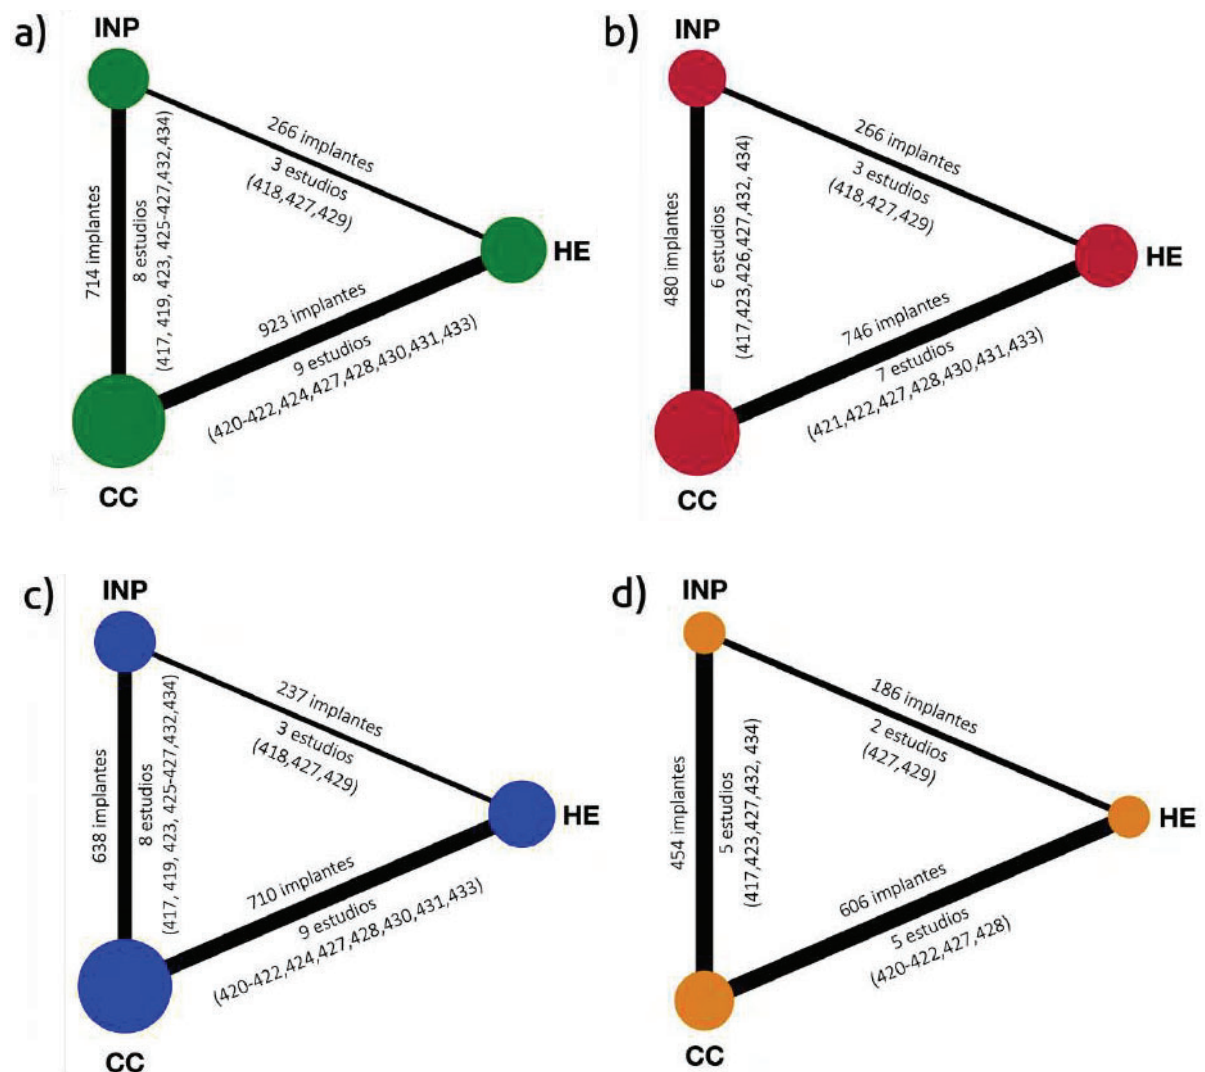 a)
INP
266 implantes
3 estudios
(418,427,429)
714 implantes
8 estudios
(417, 419, 423, 425-427,432,434)
HE
923 implantes
9 estudios
(420-422,424,427,428,430,431,433)
CC
b)
INP
266 implantes
3 estudios
(418,427,429)
480 implantes
6 estudios
(417,423,426,427,432, 434)
HE
746 implantes
7 estudios
(421,422,427,428,430,431,433)
CC
c)
INP
237 implantes
3 estudios
(418,427,429)
638 implantes
8 estudios
(417, 419, 423, 425-427,432,434)
HE
710 implantes
9 estudios
(420-422,424,427,428,430,431,433)
CC
d)
INP
186 implantes
2 estudios
(427,429)
454 implantes
5 estudios
(417,423,427,432, 434)
HE
606 implantes
5 estudios
(420-422,427,428)
CC